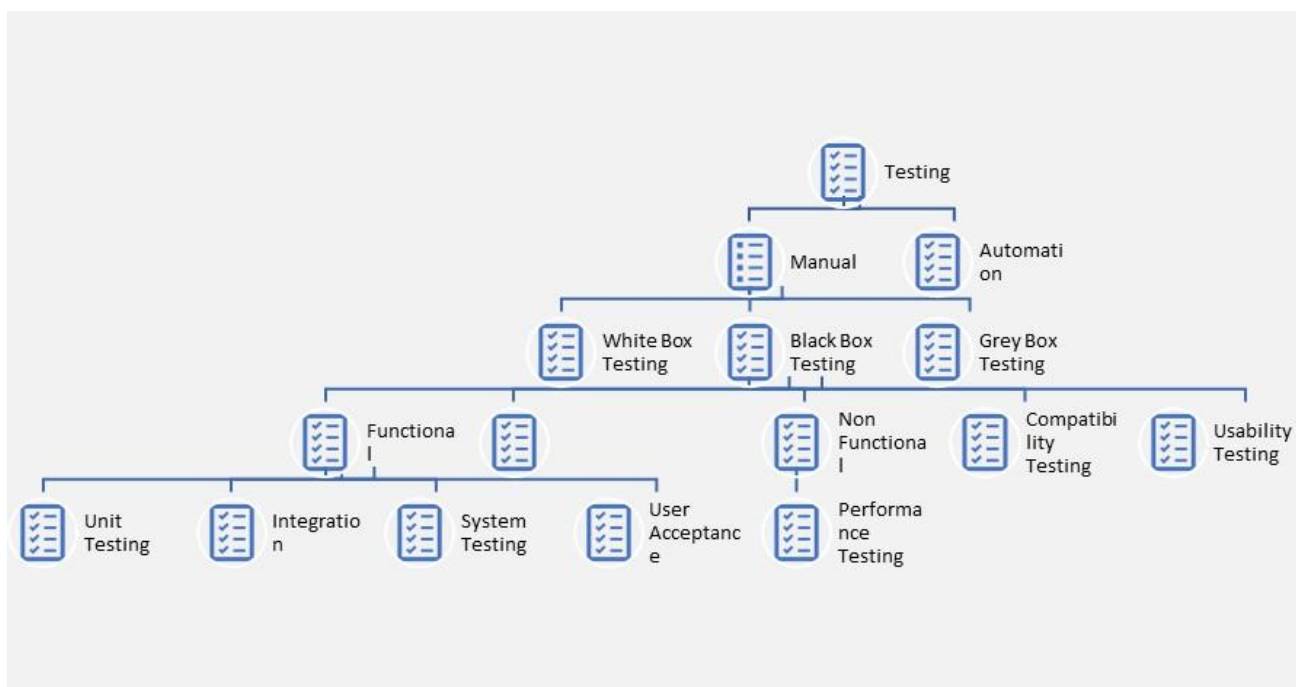 Testing
Manual
Automati
on
White Box
Testing
Black Box
Testing
Grey Box
Testing
Functiona
l
Non
Functiona
l
Compatibi
lity
Testing
Usability
Testing
Unit
Testing
Integratio
n
System
Testing
User
Acceptanc
e
Performa
nce
Testing